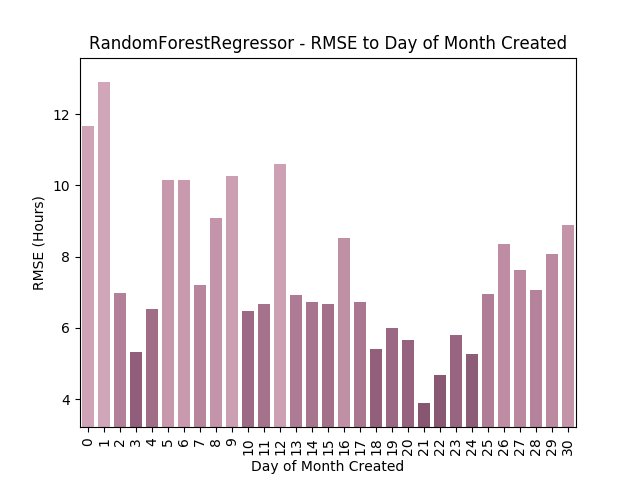 RandomForestRegressor - RMSE to Day of Month Created
12
10
8
6
4
RMSE (Hours)
0 1 2 3 4 5 6 7 8 9 10 11 12 13 14 15 16 17 18 19 20 21 22 23 24 25 26 27 28 29 30
Day of Month Created